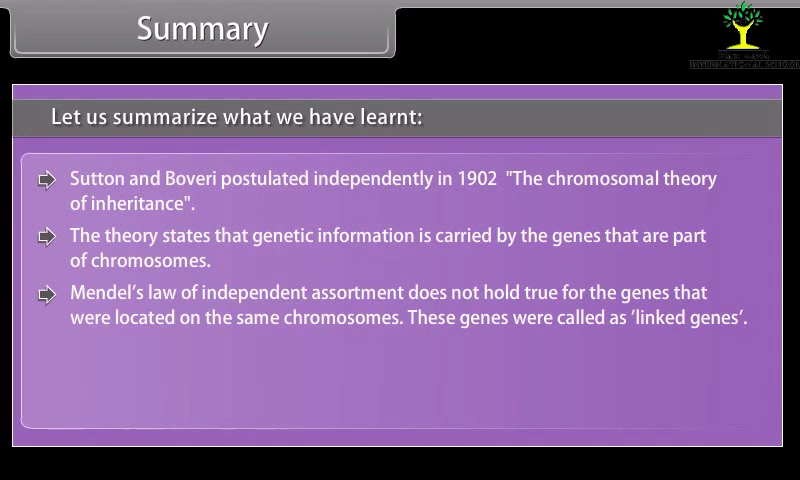 Summary
INTERNATIONAL SCHOOL
Let us summarize what we have learnt:
Sutton and Boveri postulated independently in 1902 "The chromosomal theory
of inheritance".
The theory states that genetic information is carried by the genes that are part
of chromosomes.
Mendel's law of independent assortment does not hold true for the genes that
were located on the same chromosomes. These genes were called as 'linked genes'.